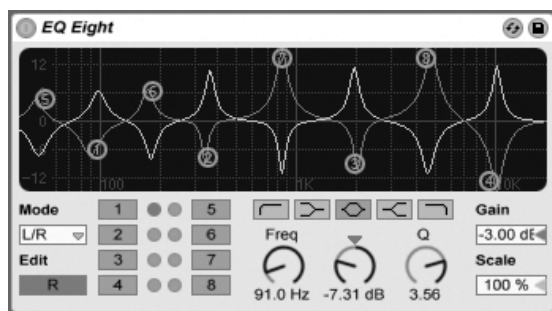 EQ Eight
12
0
-12
100
1K
10K
5
6
7
8
1
2
3
4
Mode
L/R
Edit
R
1
5
2
6
3
7
4
8
Freq
91.0 Hz
-7.31 dB
Q
3.56
Gain
-3.00 dB
Scale
100 %